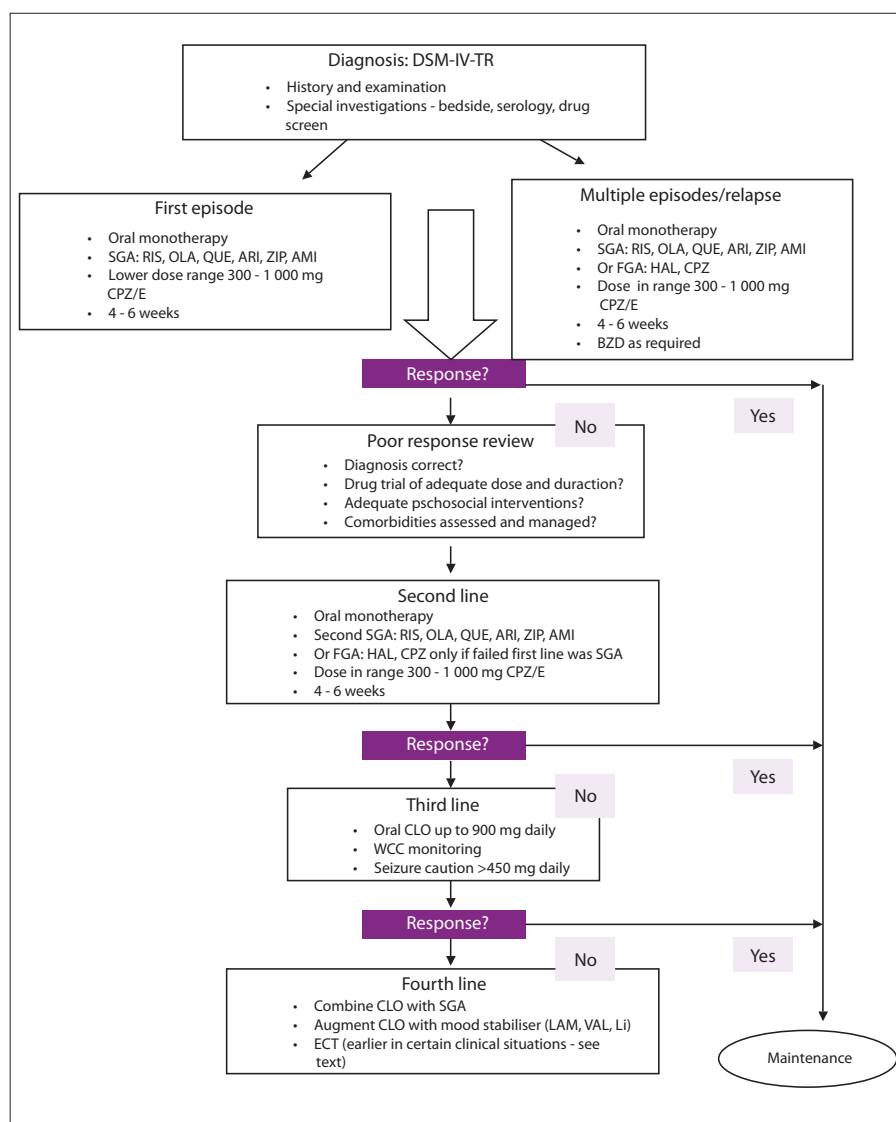 Diagnosis: DSM-IV-TR
• History and examination
• Special investigations - bedside, serology, drug
screen
First episode
• Oral monotherapy
• SGA: RIS, OLA, QUE, ARI, ZIP, AMI
• Lower dose range 300 - 1 000 mg
CPZ/E
• 4 - 6 weeks
Multiple episodes/relapse
• Oral monotherapy
• SGA: RIS, OLA, QUE, ARI, ZIP, AMI
• Or FGA: HAL, CPZ
• Dose in range 300 - 1 000 mg
CPZ/E
• 4 - 6 weeks
• BZD as required
Response?
No
Yes
Poor response review
• Diagnosis correct?
• Drug trial of adequate dose and duraction?
• Adequate pschosocial interventions?
• Comorbidities assessed and managed?
Second line
• Oral monotherapy
• Second SGA: RIS, OLA, QUE, ARI, ZIP, AMI
• Or FGA: HAL, CPZ only if failed first line was SGA
• Dose in range 300 - 1 000 mg CPZ/E
• 4 - 6 weeks
Response?
Yes
No
Third line
• Oral CLO up to 900 mg daily
• WCC monitoring
• Seizure caution >450 mg daily
Response?
No
Yes
Fourth line
• Combine CLO with SGA
• Augment CLO with mood stabiliser (LAM, VAL, Li)
• ECT (earlier in certain clinical situations - see
text)
Maintenance